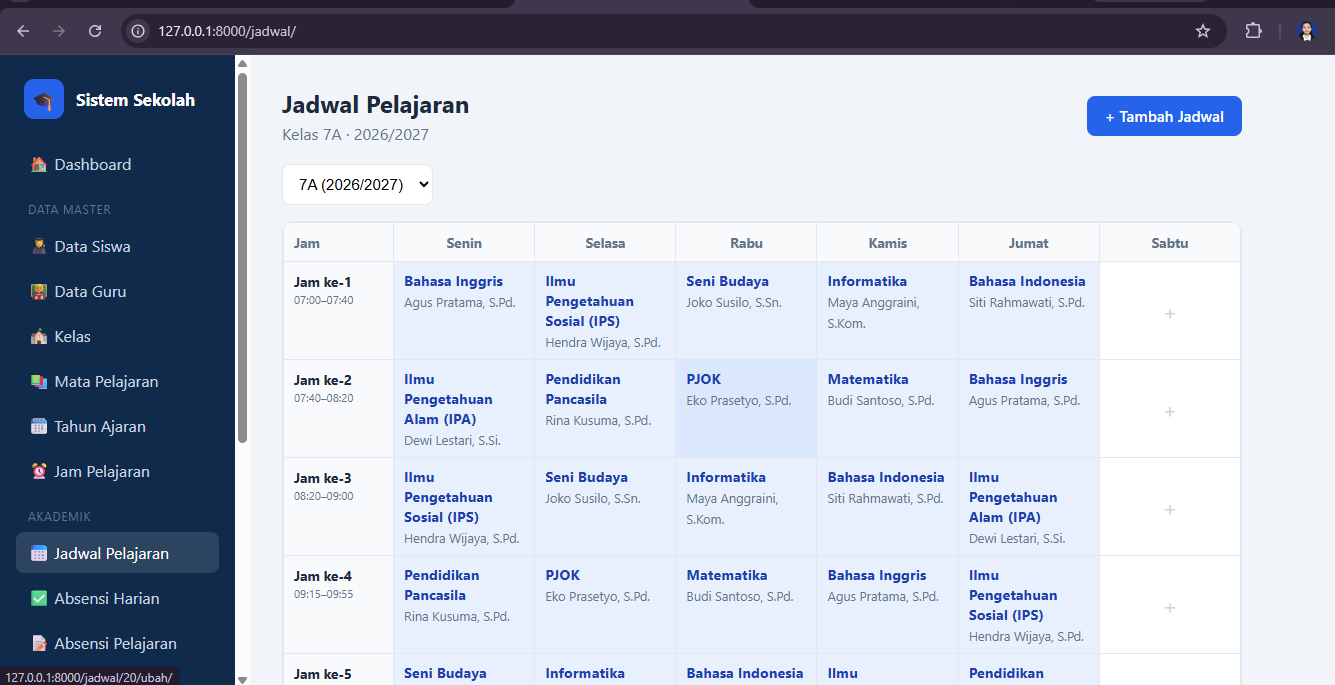 127.0.0.1:8000/jadwal/
Sistem Sekolah
Dashboard
DATA MASTER
Data Siswa
Data Guru
Kelas
Mata Pelajaran
Tahun Ajaran
Jam Pelajaran
AKADEMIK
Jadwal Pelajaran
Absensi Harian
Absensi Pelajaran
127.0.0.1:8000/jadwal/20/ubah/
Jadwal Pelajaran
Kelas 7A · 2026/2027
+ Tambah Jadwal
7A (2026/2027)
Jam Senin Selasa Rabu Kamis Jumat Sabtu
Jam ke-1
07:00–07:40
Bahasa Inggris
Agus Pratama, S.Pd.
Ilmu
Pengetahuan
Sosial (IPS)
Hendra Wijaya, S.Pd.
Seni Budaya
Joko Susilo, S.Sn.
Informatika
Maya Anggraini,
S.Kom.
Bahasa Indonesia
Siti Rahmawati, S.Pd.
+
Jam ke-2
07:40–08:20
Ilmu
Pengetahuan
Alam (IPA)
Dewi Lestari, S.Si.
Pendidikan
Pancasila
Rina Kusuma, S.Pd.
PJOK
Eko Prasetyo, S.Pd.
Matematika
Budi Santoso, S.Pd.
Bahasa Inggris
Agus Pratama, S.Pd.
+
Jam ke-3
08:20–09:00
Ilmu
Pengetahuan
Sosial (IPS)
Hendra Wijaya, S.Pd.
Seni Budaya
Joko Susilo, S.Sn.
Informatika
Maya Anggraini,
S.Kom.
Bahasa Indonesia
Siti Rahmawati, S.Pd.
Ilmu
Pengetahuan
Alam (IPA)
Dewi Lestari, S.Si.
+
Jam ke-4
09:15–09:55
Pendidikan
Pancasila
Rina Kusuma, S.Pd.
PJOK
Eko Prasetyo, S.Pd.
Matematika
Budi Santoso, S.Pd.
Bahasa Inggris
Agus Pratama, S.Pd.
Ilmu
Pengetahuan
Sosial (IPS)
Hendra Wijaya, S.Pd.
+
Jam ke-5
Seni Budaya
Informatika
Bahasa Indonesia
Ilmu
Pendidikan